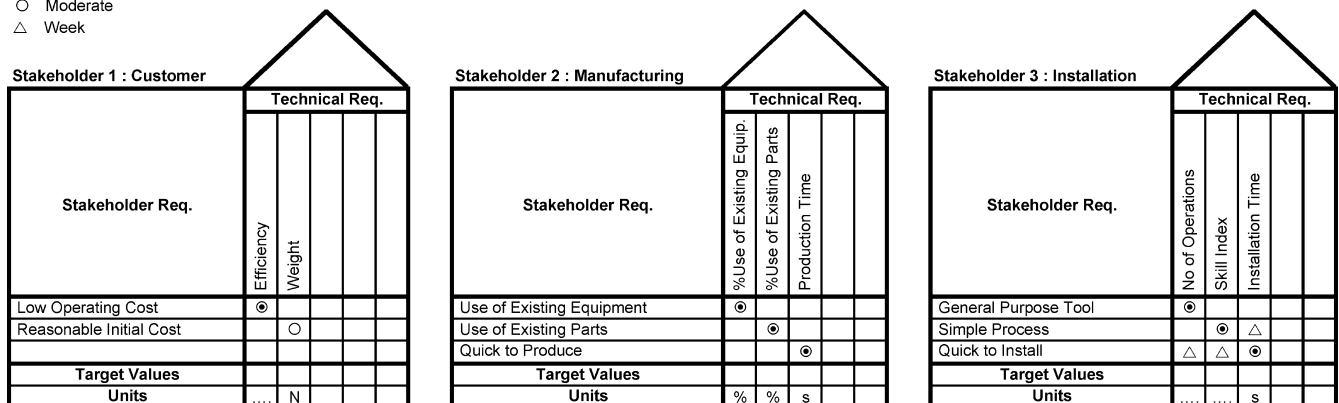 ○ Moderate
△ Week
Stakeholder 1 : Customer
Technical Req.
Stakeholder Req.
Efficiency
Weight
Low Operating Cost ◉
Reasonable Initial Cost ○
Target Values
Units .... N
Stakeholder 2 : Manufacturing
Technical Req.
Stakeholder Req.
%Use of Existing Equip.
%Use of Existing Parts
Production Time
Use of Existing Equipment ◉
Use of Existing Parts ◉
Quick to Produce ◉
Target Values
Units % % s
Stakeholder 3 : Installation
Technical Req.
Stakeholder Req.
No of Operations
Skill Index
Installation Time
General Purpose Tool ◉
Simple Process ◉ △
Quick to Install △ △ ◉
Target Values
Units .... .... s